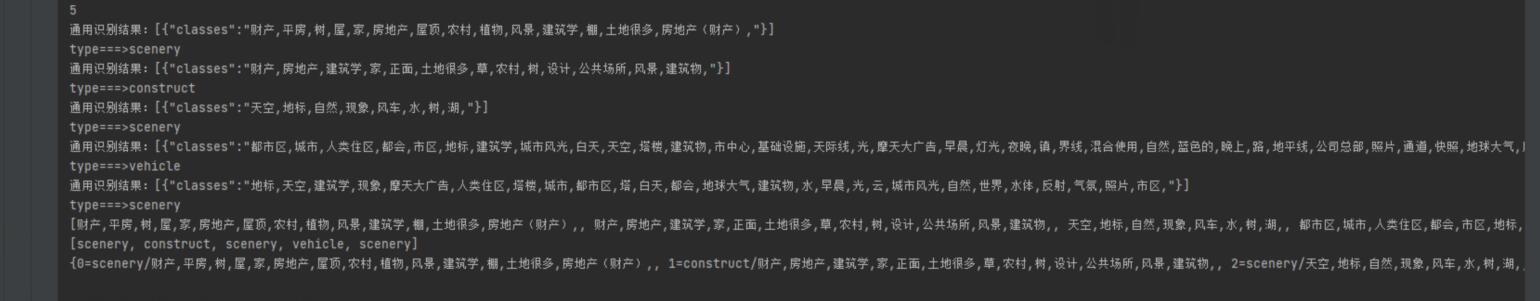 5
通用识别结果: [{"classes":"财产,平房,树,屋,家,房地产,屋顶,农村,植物,风景,建筑学,棚,土地很多,房地产（财产）,"}]
type===>scenery
通用识别结果: [{"classes":"财产,房地产,建筑学,家,正面,土地很多,草,农村,树,设计,公共场所,风景,建筑物,"}]
type===>construct
通用识别结果: [{"classes":"天空,地标,自然,现象,风车,水,树,湖,"}]
type===>scenery
通用识别结果: [{"classes":"都市区,城市,人类住区,都会,市区,地标,建筑学,城市风光,白天,天空,塔楼,建筑物,市中心,基础设施,天际线,光,摩天大广告,早晨,灯光,夜晚,镇,界线,混合使用,自然,蓝色的,晚上,路,地平线,公司总部,照片,通道,快照,地球大气,
type===>vehicle
通用识别结果: [{"classes":"地标,天空,建筑学,现象,摩天大广告,人类住区,塔楼,城市,都市区,塔,白天,都会,地球大气,建筑物,水,早晨,光,云,城市风光,自然,世界,水体,反射,气氛,照片,市区,"}]
type===>scenery
[财产,平房,树,屋,家,房地产,屋顶,农村,植物,风景,建筑学,棚,土地很多,房地产（财产）,, 财产,房地产,建筑学,家,正面,土地很多,草,农村,树,设计,公共场所,风景,建筑物,, 天空,地标,自然,现象,风车,水,树,湖,, 都市区,城市,人类住区,都会,市区,地标,
[scenery, construct, scenery, vehicle, scenery]
{0=scenery/财产,平房,树,屋,家,房地产,屋顶,农村,植物,风景,建筑学,棚,土地很多,房地产（财产）,, 1=construct/财产,房地产,建筑学,家,正面,土地很多,草,农村,树,设计,公共场所,风景,建筑物,, 2=scenery/天空,地标,自然,现象,风车,水,树,湖,